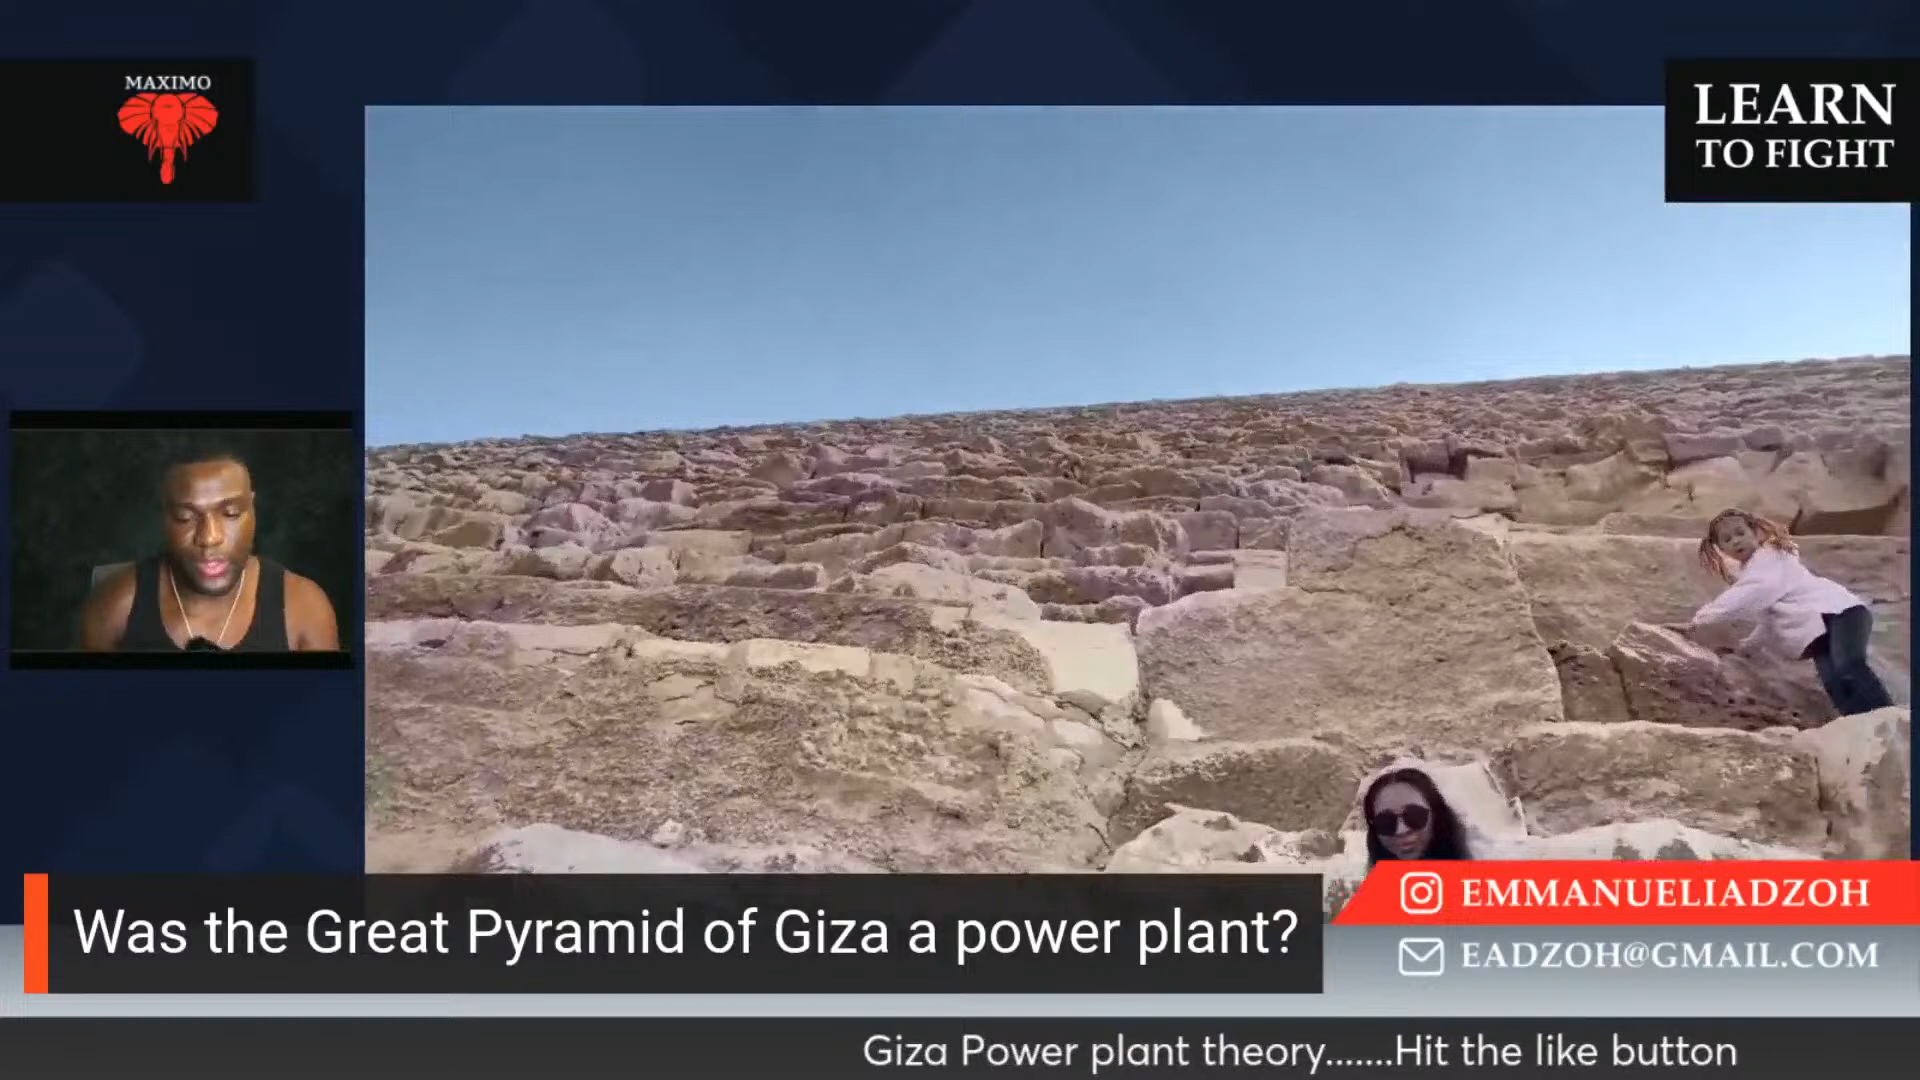 MAXIMO
LEARN
TO FIGHT
Was the Great Pyramid of Giza a power plant?
EMMANUELIADZOH
EADZOH@GMAIL.COM
Giza Power plant theory.......Hit the like button